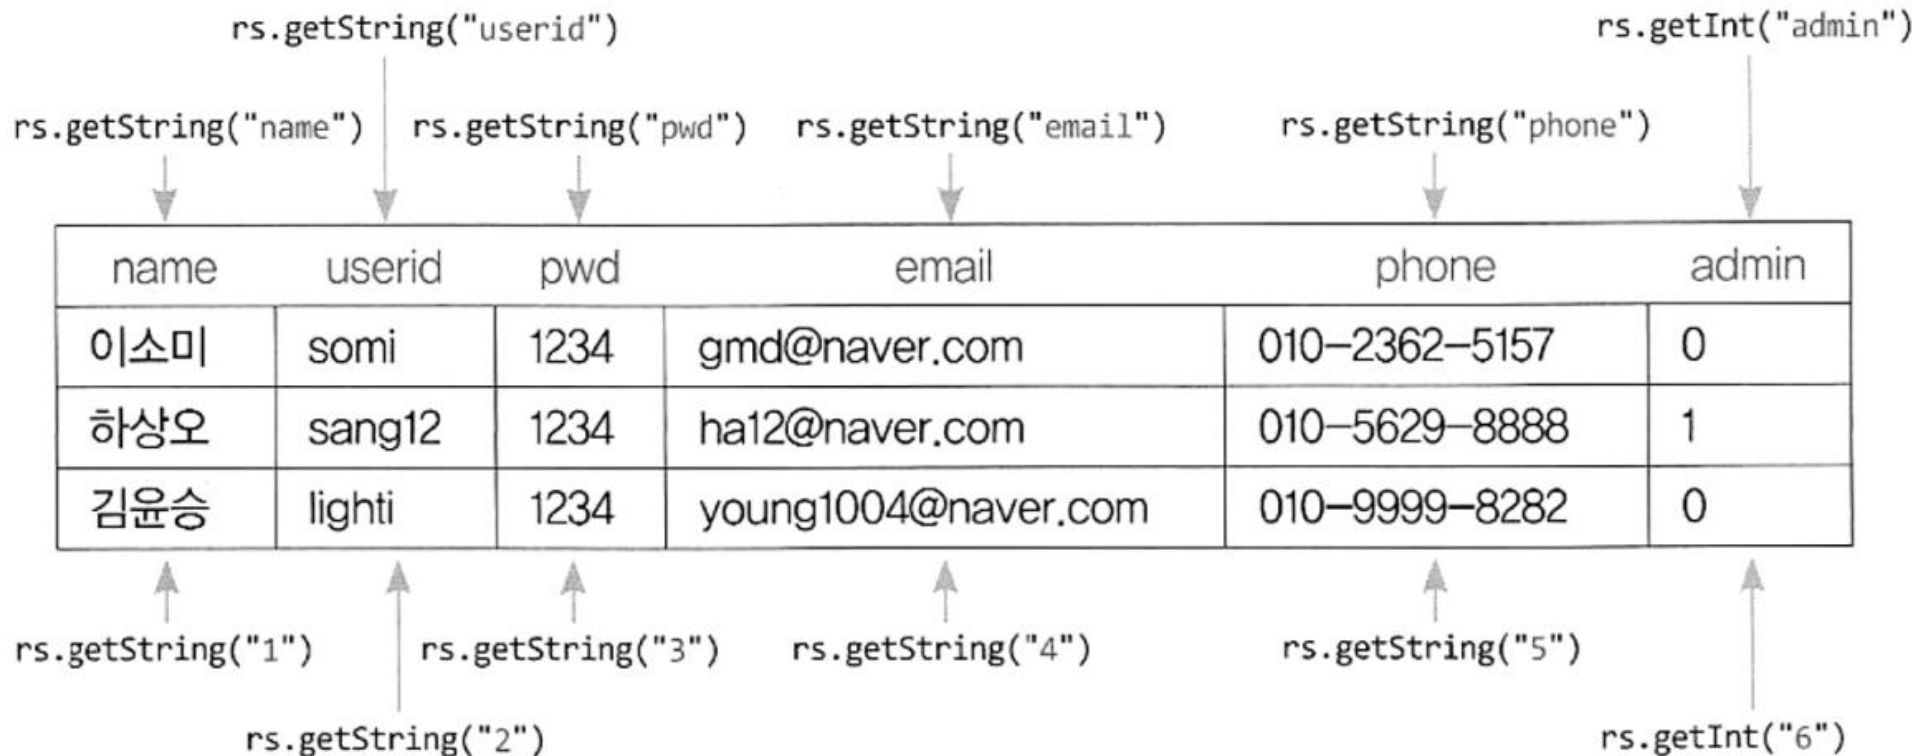 rs.getString("userid") rs.getInt("admin")
rs.getString("name") rs.getString("pwd") rs.getString("email") rs.getString("phone")
name userid pwd email phone admin
이소미 somi 1234 gmd@naver.com 010-2362-5157 0
하상오 sang12 1234 ha12@naver.com 010-5629-8888 1
김윤승 lighti 1234 young1004@naver.com 010-9999-8282 0
rs.getString("1") rs.getString("3") rs.getString("4") rs.getString("5")
rs.getString("2") rs.getInt("6")